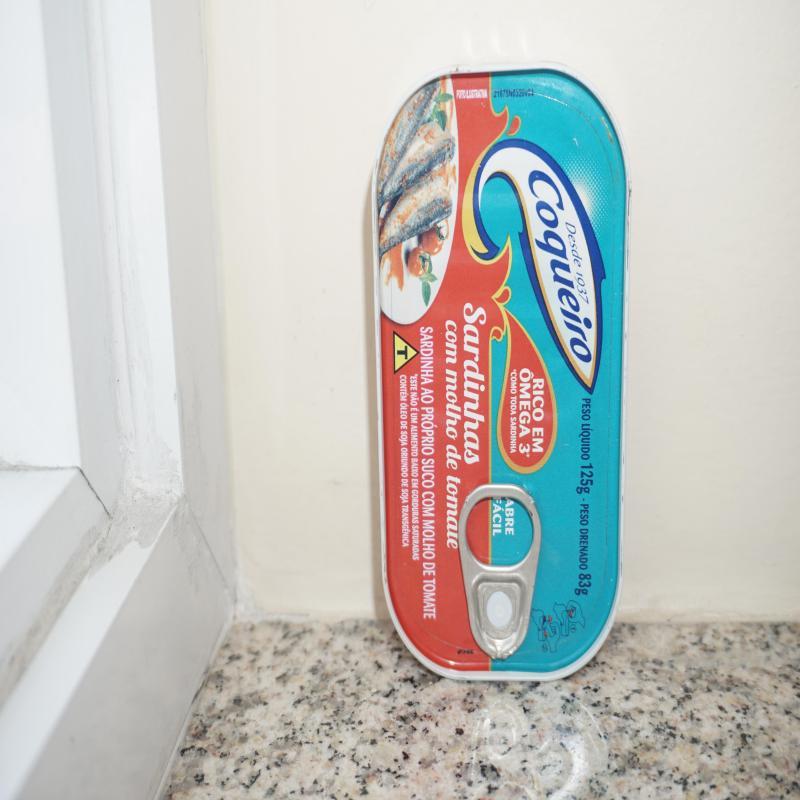 FOTO ILUSTRATIVA
Desde 1937
Coqueiro
PESO LÍQUIDO 125g - PESO DRENADO 83g
RICO EM
ÔMEGA 3*
*COMO TODA SARDINHA
ABRE
FÁCIL
Sardinhas
com molho de tomate
T
SARDINHA AO PRÓPRIO SUCO COM MOLHO DE TOMATE
*ESTE NÃO É UM ALIMENTO BAIXO EM GORDURAS SATURADAS
CONTÉM ÓLEO DE SOJA ORIUNDO DE SOJA TRANSGÊNICA